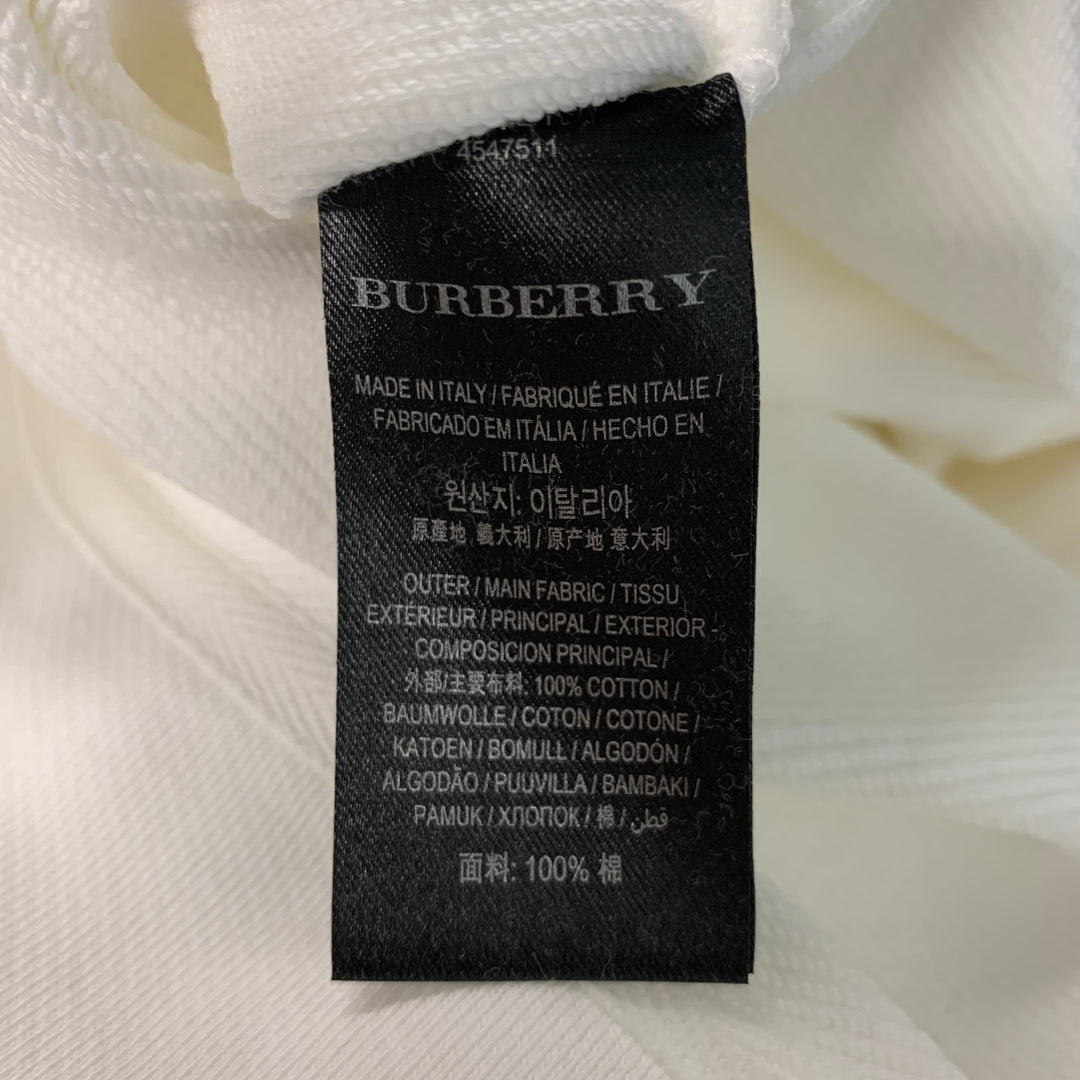 4547511
BURBERRY
MADE IN ITALY / FABRIQUÉ EN ITALIE /
FABRICADO EM ITÁLIA / HECHO EN
ITALIA
원산지: 이탈리아
原產地 義大利 / 原产地 意大利
OUTER / MAIN FABRIC / TISSU
EXTÉRIEUR / PRINCIPAL / EXTERIOR -
COMPOSICION PRINCIPAL /
外部/主要布料: 100% COTTON /
BAUMWOLLE / COTON / COTONE /
KATOEN / BOMULL / ALGODÓN /
ALGODÃO / PUUVILLA / BAMBAKI /
PAMUK / ХЛОПОК / 棉 / قطن
面料: 100% 棉